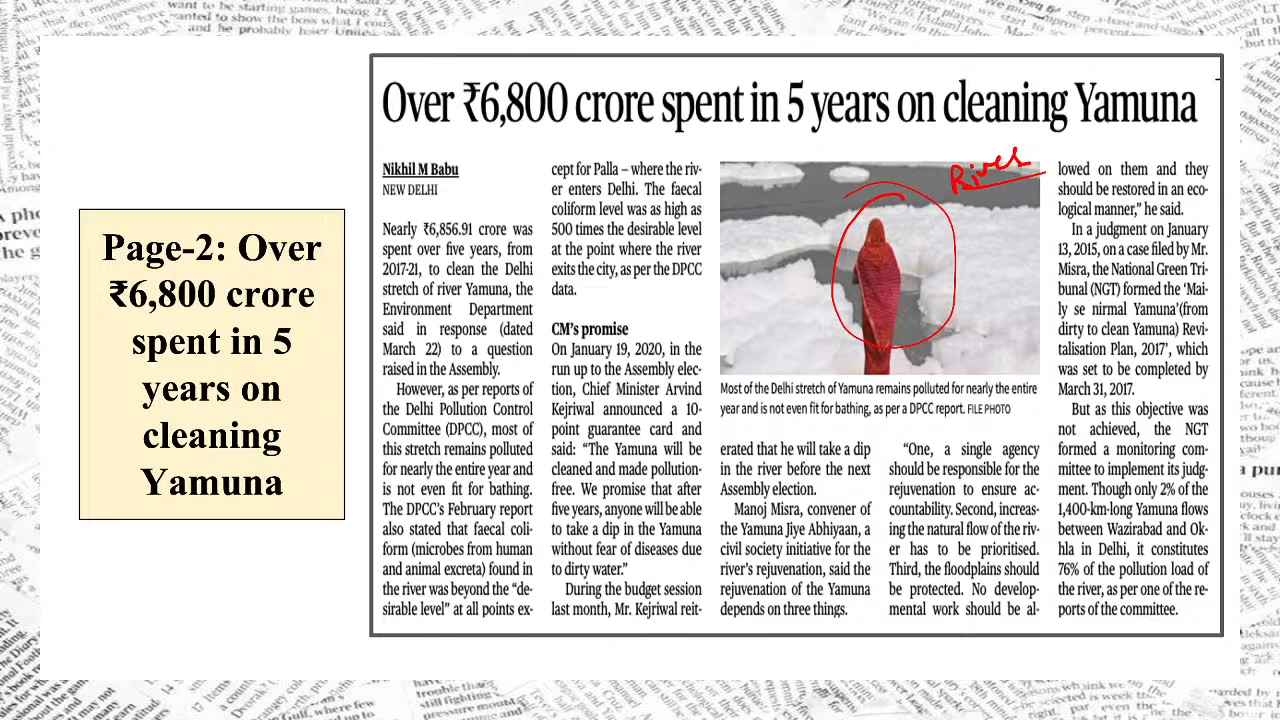 Page-2: Over
₹6,800 crore
spent in 5
years on
cleaning
Yamuna
Over ₹6,800 crore spent in 5 years on cleaning Yamuna
Nikhil M Babu
NEW DELHI
Nearly ₹6,856.91 crore was
spent over five years, from
2017-21, to clean the Delhi
stretch of river Yamuna, the
Environment Department
said in response (dated
March 22) to a question
raised in the Assembly.
However, as per reports of
the Delhi Pollution Control
Committee (DPCC), most of
this stretch remains polluted
for nearly the entire year and
is not even fit for bathing.
The DPCC's February report
also stated that faecal coli-
form (microbes from human
and animal excreta) found in
the river was beyond the "de-
sirable level" at all points ex-
cept for Palla – where the riv-
er enters Delhi. The faecal
coliform level was as high as
500 times the desirable level
at the point where the river
exits the city, as per the DPCC
data.
CM's promise
On January 19, 2020, in the
run up to the Assembly elec-
tion, Chief Minister Arvind
Kejriwal announced a 10-
point guarantee card and
said: "The Yamuna will be
cleaned and made pollution-
free. We promise that after
five years, anyone will be able
to take a dip in the Yamuna
without fear of diseases due
to dirty water."
During the budget session
last month, Mr. Kejriwal reit-
River
Most of the Delhi stretch of Yamuna remains polluted for nearly the entire
year and is not even fit for bathing, as per a DPCC report. FILE PHOTO
erated that he will take a dip
in the river before the next
Assembly election.
Manoj Misra, convener of
the Yamuna Jiye Abhiyaan, a
civil society initiative for the
river's rejuvenation, said the
rejuvenation of the Yamuna
depends on three things.
"One, a single agency
should be responsible for the
rejuvenation to ensure ac-
countability. Second, increas-
ing the natural flow of the riv-
er has to be prioritised.
Third, the floodplains should
be protected. No develop-
mental work should be al-
lowed on them and they
should be restored in an eco-
logical manner," he said.
In a judgment on January
13, 2015, on a case filed by Mr.
Misra, the National Green Tri-
bunal (NGT) formed the 'Mai-
ly se nirmal Yamuna'(from
dirty to clean Yamuna) Revi-
talisation Plan, 2017', which
was set to be completed by
March 31, 2017.
But as this objective was
not achieved, the NGT
formed a monitoring com-
mittee to implement its judg-
ment. Though only 2% of the
1,400-km-long Yamuna flows
between Wazirabad and Ok-
hla in Delhi, it constitutes
76% of the pollution load of
the river, as per one of the re-
ports of the committee.